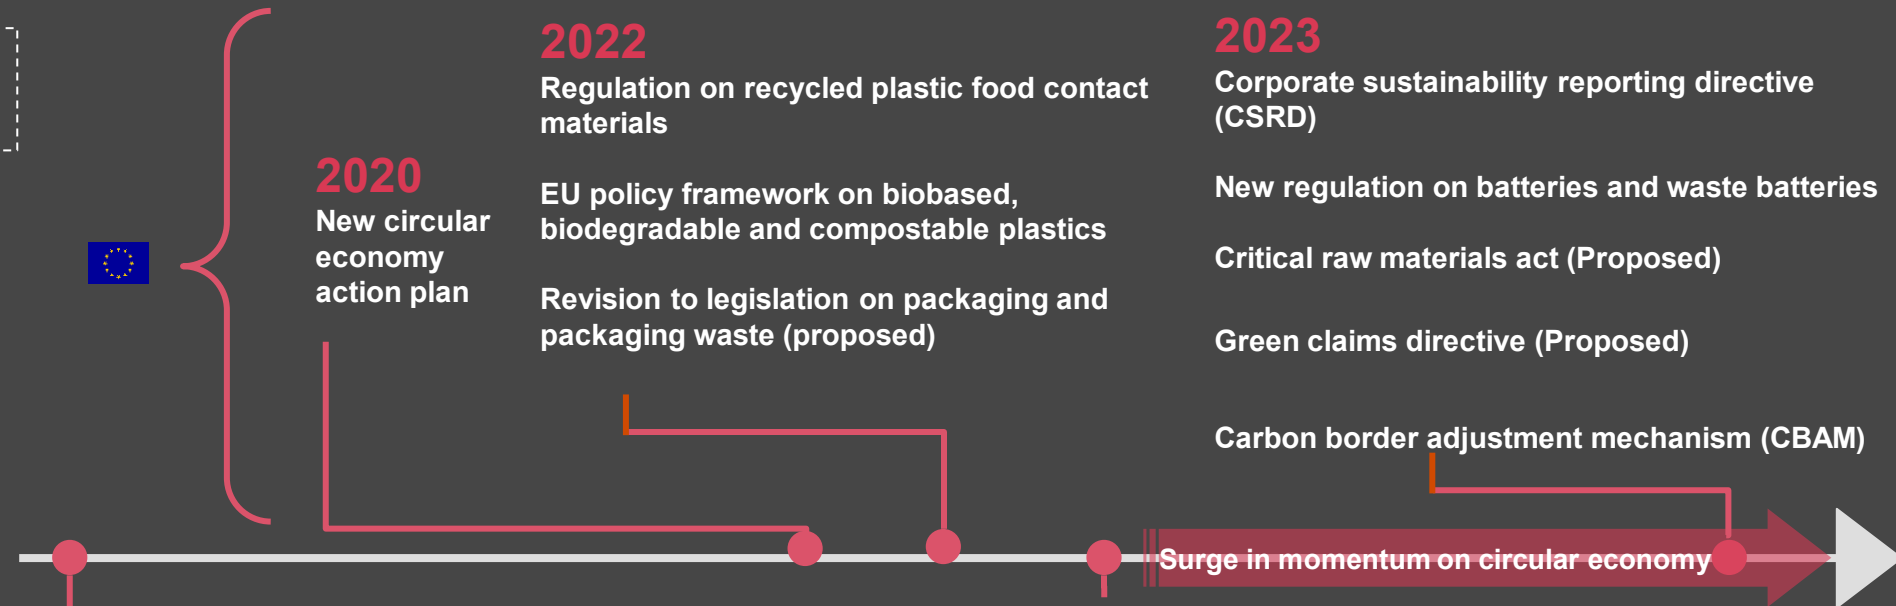 2020
New circular
economy
action plan
2022
Regulation on recycled plastic food contact
materials
EU policy framework on biobased,
biodegradable and compostable plastics
Revision to legislation on packaging and
packaging waste (proposed)
2023
Corporate sustainability reporting directive
(CSRD)
New regulation on batteries and waste batteries
Critical raw materials act (Proposed)
Green claims directive (Proposed)
Carbon border adjustment mechanism (CBAM)
Surge in momentum on circular economy